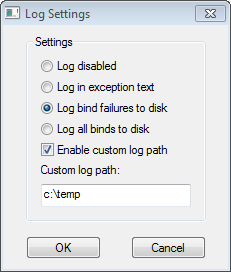 Log Settings
Settings
Log disabled
Log in exception text
Log bind failures to disk
Log all binds to disk
Enable custom log path
Custom log path:
c:\temp
OK
Cancel